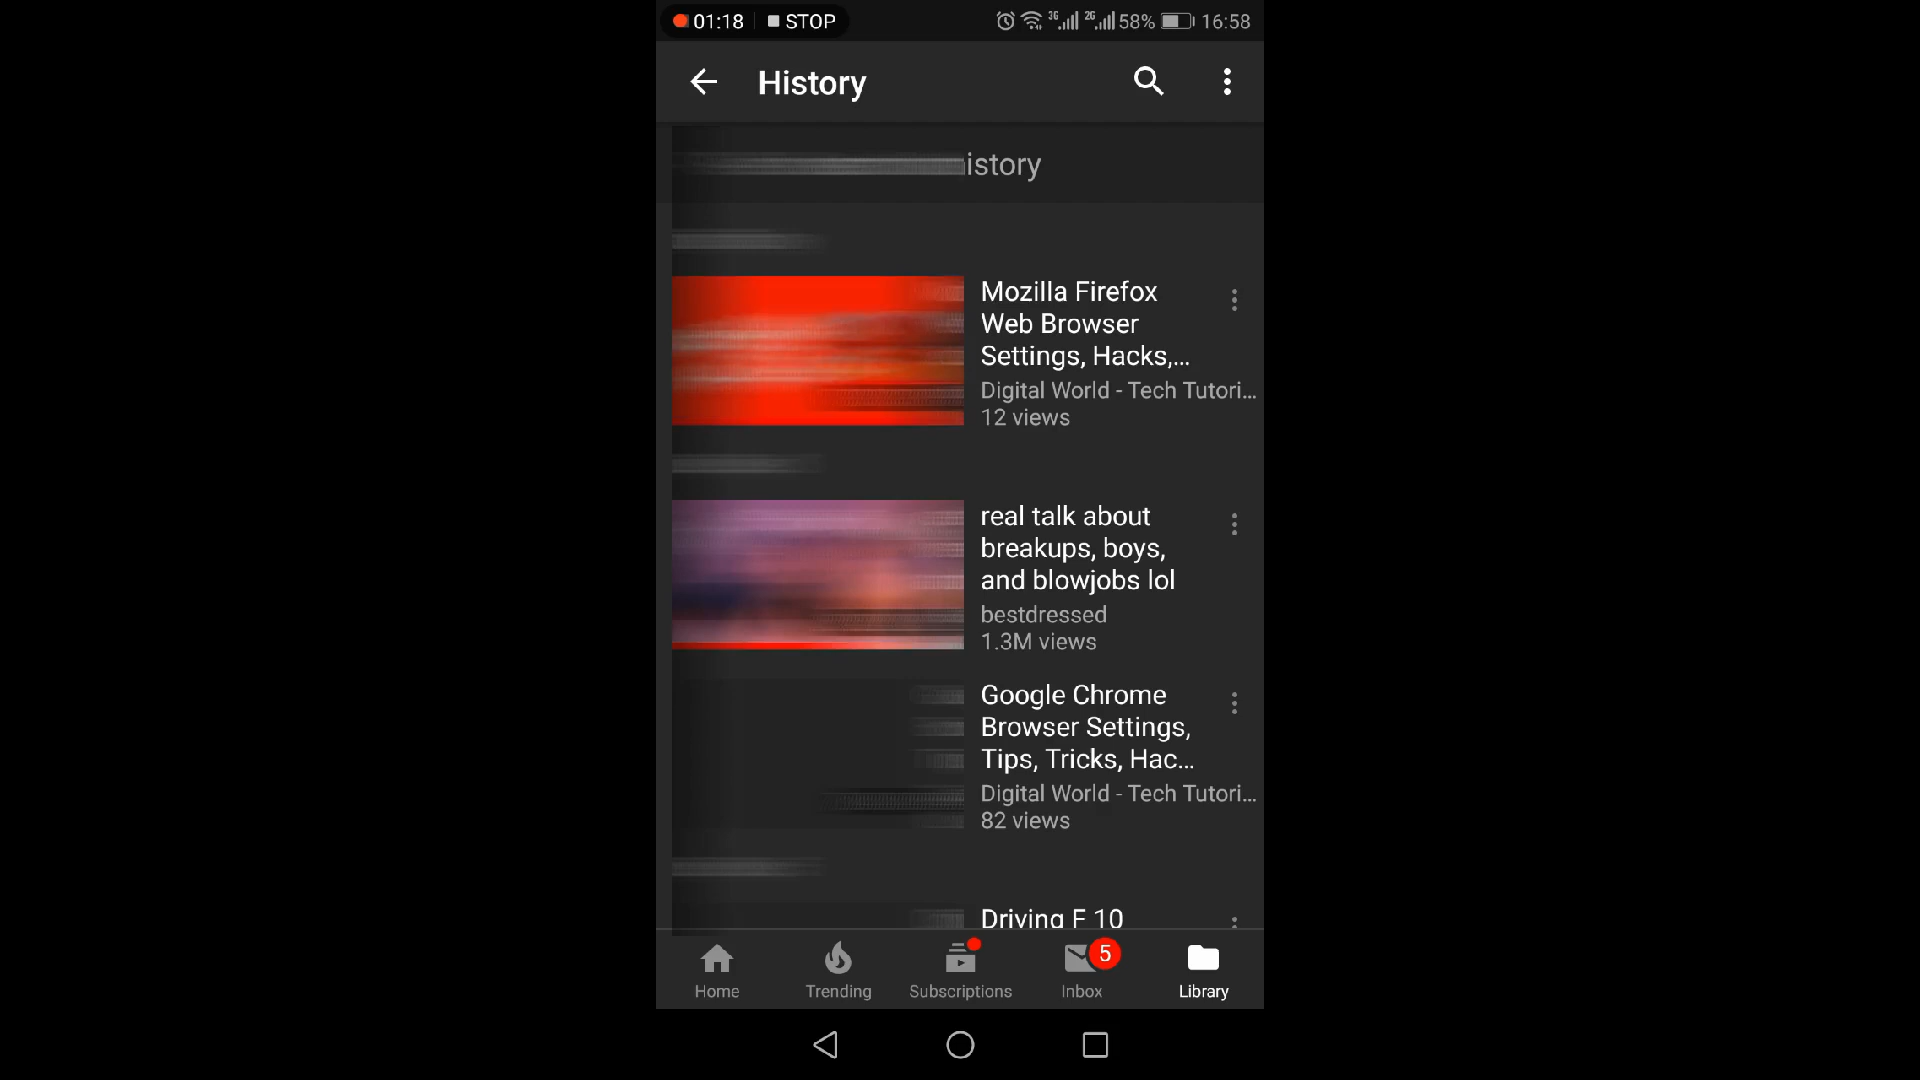 01:18 STOP 3G 2G 58% 16:58
History
istory
Mozilla Firefox
Web Browser
Settings, Hacks,...
Digital World - Tech Tutori...
12 views
real talk about
breakups, boys,
and blowjobs lol
bestdressed
1.3M views
Google Chrome
Browser Settings,
Tips, Tricks, Hac...
Digital World - Tech Tutori...
82 views
Driving F 10
5
Home Trending Subscriptions Inbox Library